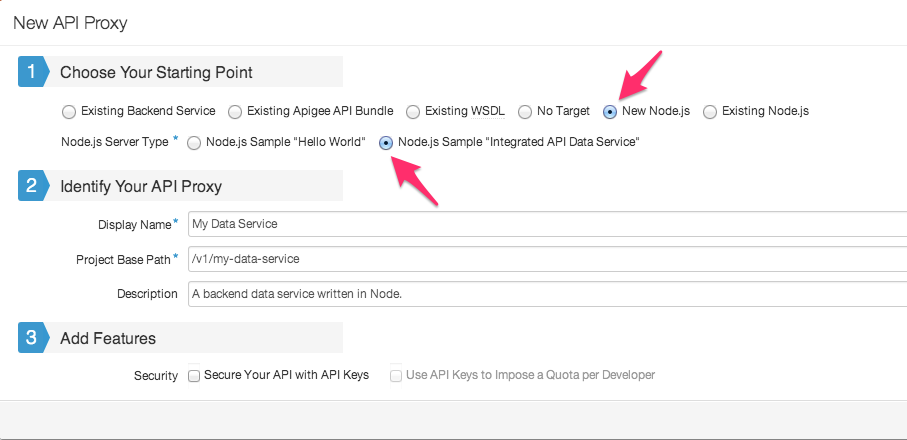 New API Proxy
1 Choose Your Starting Point
Existing Backend Service Existing Apigee API Bundle Existing WSDL No Target New Node.js Existing Node.js
Node.js Server Type * Node.js Sample "Hello World" Node.js Sample "Integrated API Data Service"
2 Identify Your API Proxy
Display Name * My Data Service
Project Base Path * /v1/my-data-service
Description A backend data service written in Node.
3 Add Features
Security Secure Your API with API Keys Use API Keys to Impose a Quota per Developer